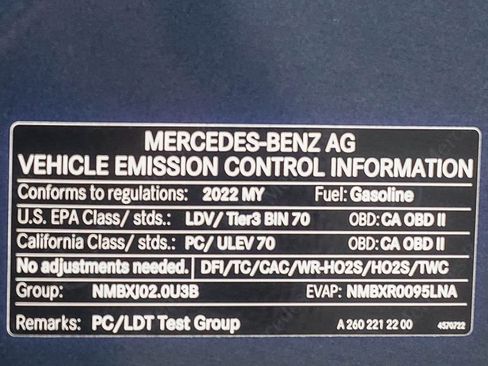 MERCEDES-BENZ AG
VEHICLE EMISSION CONTROL INFORMATION
Conforms to regulations: 2022 MY Fuel: Gasoline
U.S. EPA Class/ stds.: LDV/ Tier3 BIN 70 OBD: CA OBD II
California Class/ stds.: PC/ ULEV 70 OBD: CA OBD II
No adjustments needed. DFI/TC/CAC/WR-HO2S/HO2S/TWC
Group: NMBXJ02.0U3B EVAP: NMBXR0095LNA
Remarks: PC/LDT Test Group A 260 221 22 00 4570722